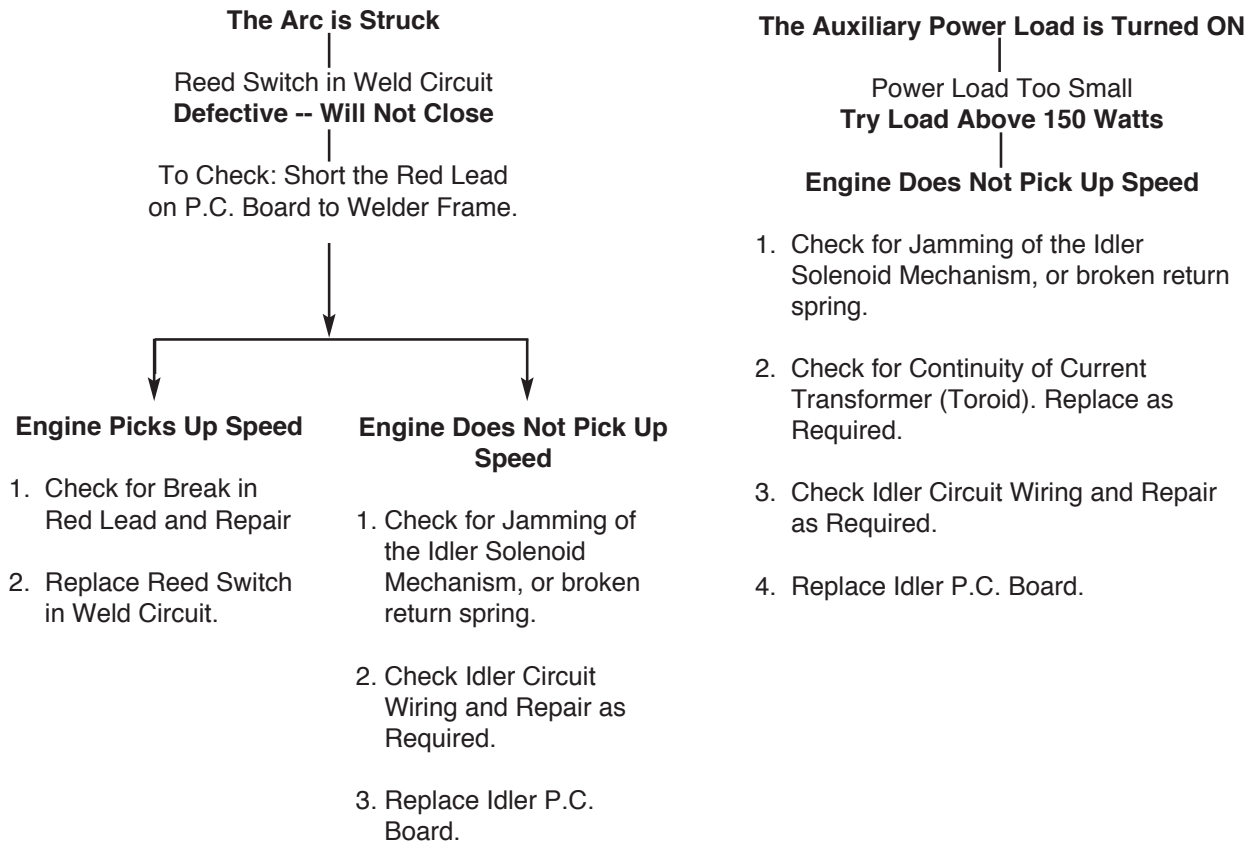 The Arc is Struck
Reed Switch in Weld Circuit
Defective -- Will Not Close
To Check: Short the Red Lead
on P.C. Board to Welder Frame.
Engine Picks Up Speed
1. Check for Break in
Red Lead and Repair
2. Replace Reed Switch
in Weld Circuit.
Engine Does Not Pick Up
Speed
1. Check for Jamming of
the Idler Solenoid
Mechanism, or broken
return spring.
2. Check Idler Circuit
Wiring and Repair as
Required.
3. Replace Idler P.C.
Board.
The Auxiliary Power Load is Turned ON
Power Load Too Small
Try Load Above 150 Watts
Engine Does Not Pick Up Speed
1. Check for Jamming of the Idler
Solenoid Mechanism, or broken return
spring.
2. Check for Continuity of Current
Transformer (Toroid). Replace as
Required.
3. Check Idler Circuit Wiring and Repair
as Required.
4. Replace Idler P.C. Board.